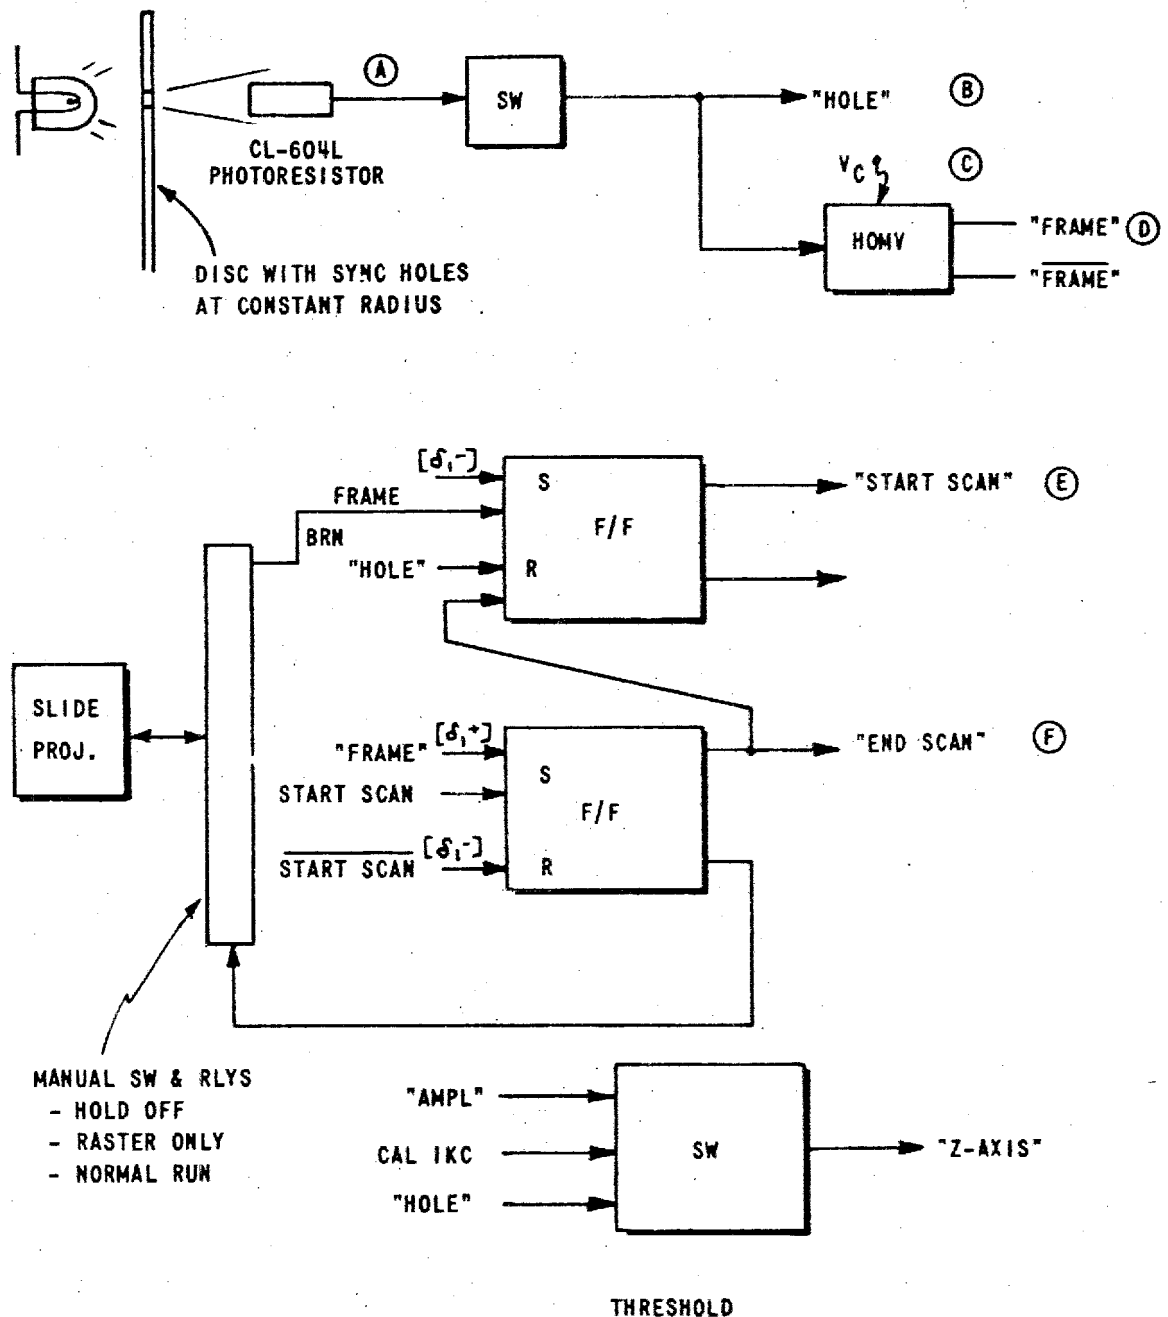 A
SW
"HOLE" B
CL-604L
PHOTORESISTOR
V_C C
HOMV
"FRAME" D
"FRAME"
DISC WITH SYNC HOLES
AT CONSTANT RADIUS
[δ₁-]
S
"START SCAN" E
FRAME
F/F
BRN
"HOLE"
R
SLIDE
PROJ.
"FRAME" [δ₁+]
"END SCAN" F
S
START SCAN
F/F
START SCAN [δ₁-]
R
MANUAL SW & RLYS
- HOLD OFF
- RASTER ONLY
- NORMAL RUN
"AMPL"
CAL IKC
SW
"Z-AXIS"
"HOLE"
THRESHOLD